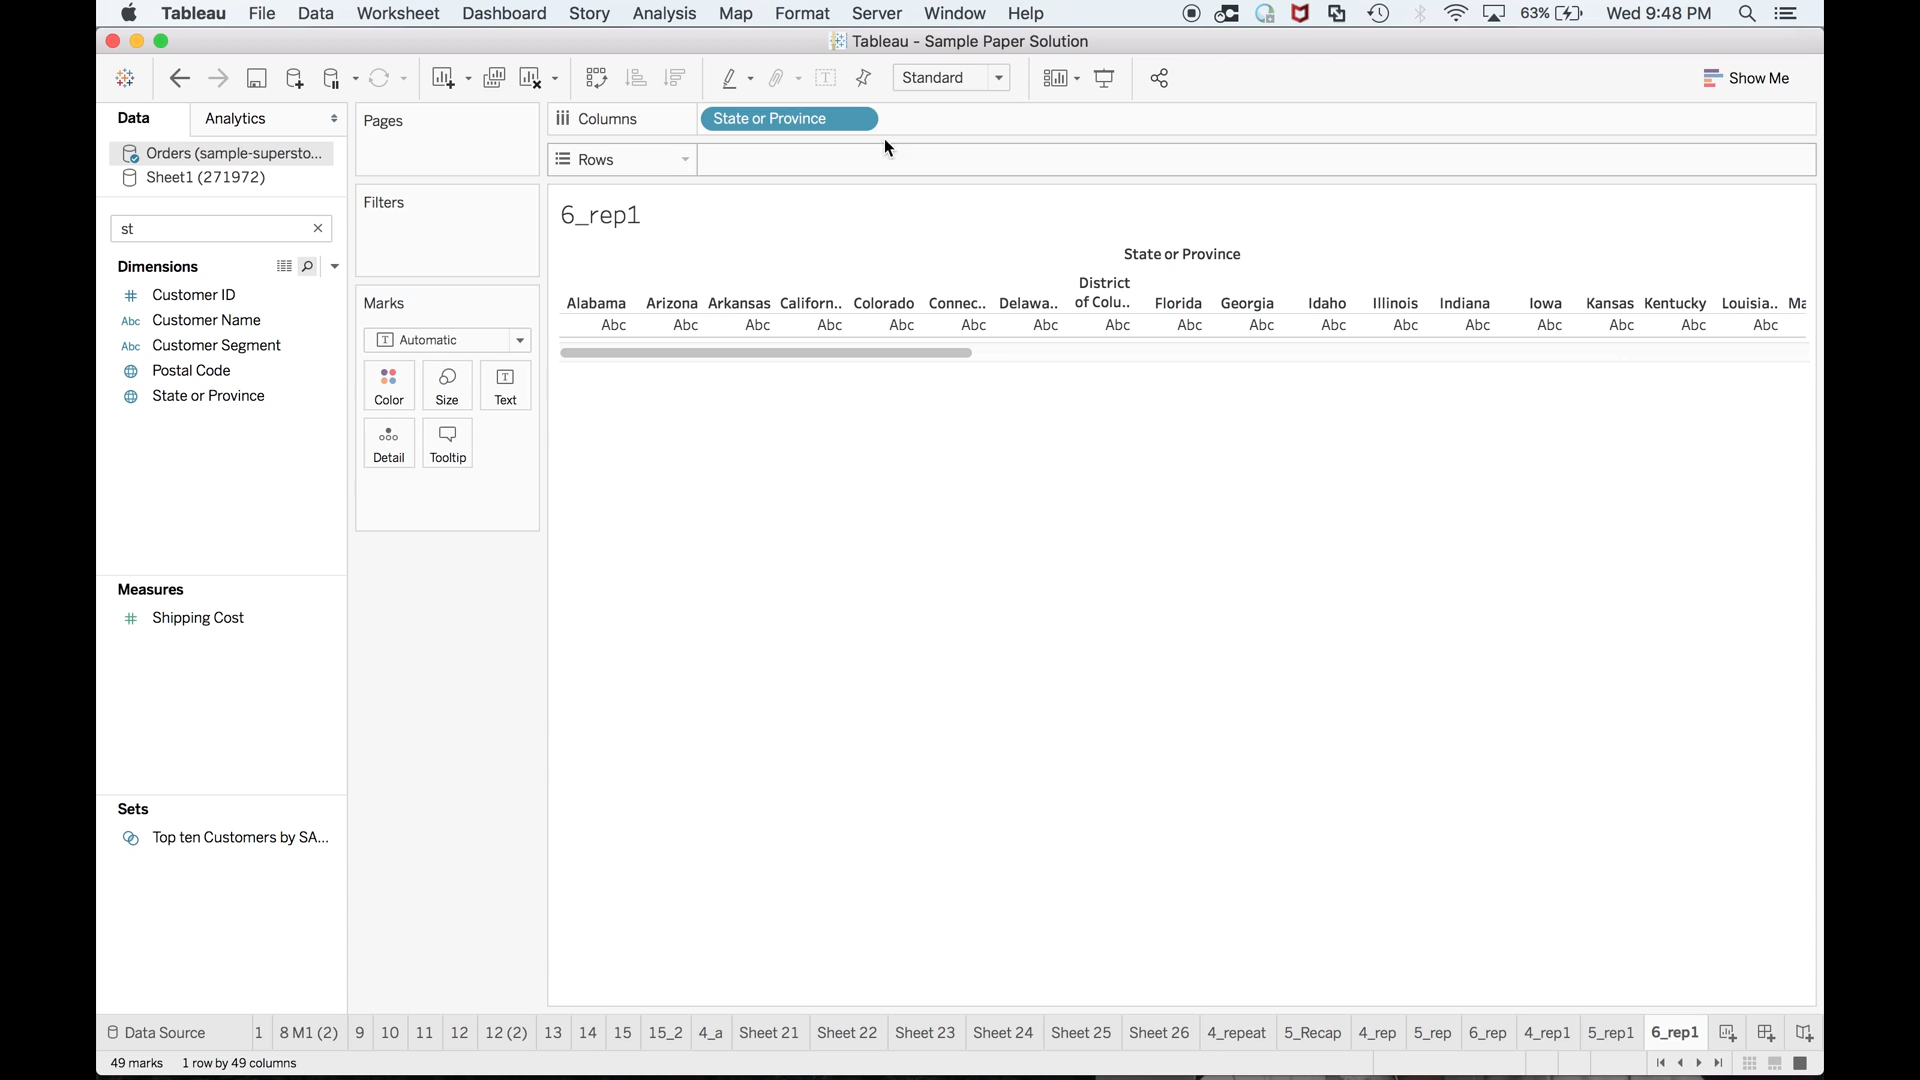 Tableau File Data Worksheet Dashboard Story Analysis Map Format Server Window Help 63% Wed 9:48 PM
Tableau - Sample Paper Solution
Standard Show Me
Data Analytics Pages Columns State or Province
Orders (sample-supersto...
Rows
Sheet1 (271972)
Filters
6_rep1
st
State or Province
Dimensions
District
of Colu..
Marks
Alabama Arizona Arkansas Californ.. Colorado Connec.. Delawa.. Florida Georgia Idaho Illinois Indiana Iowa Kansas Kentucky Louisia.. Ma
# Customer ID
Abc Customer Name
Abc Abc Abc Abc Abc Abc Abc Abc Abc Abc Abc Abc Abc Abc Abc Abc Abc
Automatic
Abc Customer Segment
Postal Code
State or Province
Color Size Text
Detail Tooltip
Measures
# Shipping Cost
Sets
Top ten Customers by SA...
Data Source 1 8 M1 (2) 9 10 11 12 12 (2) 13 14 15 15_2 4_a Sheet 21 Sheet 22 Sheet 23 Sheet 24 Sheet 25 Sheet 26 4_repeat 5_Recap 4_rep 5_rep 6_rep 4_rep1 5_rep1 6_rep1
49 marks 1 row by 49 columns